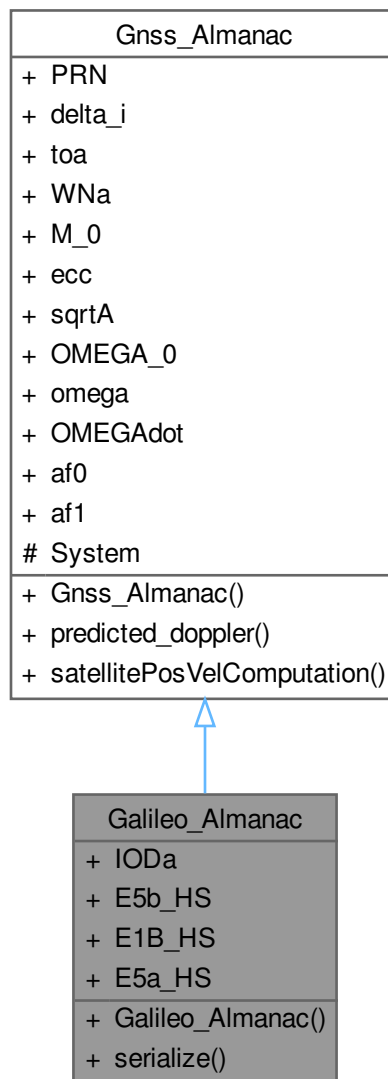 Gnss_Almanac
+ PRN
+ delta_i
+ toa
+ WNa
+ M_0
+ ecc
+ sqrtA
+ OMEGA_0
+ omega
+ OMEGAdot
+ af0
+ af1
# System
+ Gnss_Almanac()
+ predicted_doppler()
+ satellitePosVelComputation()
Galileo_Almanac
+ IODa
+ E5b_HS
+ E1B_HS
+ E5a_HS
+ Galileo_Almanac()
+ serialize()